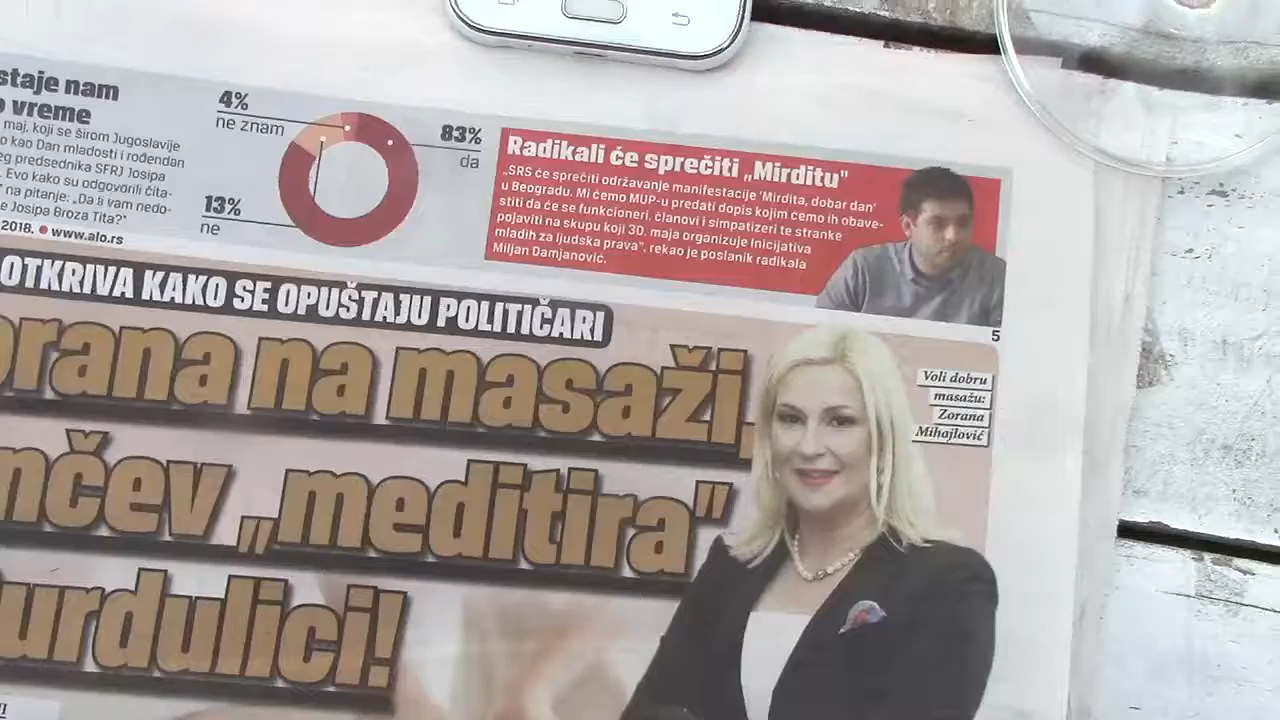 staje nam
vreme
maj, koji se širom Jugoslavije
o kao Dan mladosti i rođendan
eg predsednika SFRJ Josipa
. Evo kako su odgovorili čita-
" na pitanje: „Da li vam nedo-
e Josipa Broza Tita?"
2018. • www.alo.rs
4%
ne znam
83%
da
13%
ne
Radikali će sprečiti „Mirditu"
„SRS će sprečiti održavanje manifestacije 'Mirdita, dobar dan'
u Beogradu. Mi ćemo MUP-u predati dopis kojim ćemo ih obave-
stiti da će se funkcioneri, članovi i simpatizeri te stranke
pojaviti na skupu koji 30. maja organizuje Inicijativa
mladih za ljudska prava", rekao je poslanik radikala
Miljan Damjanović.
5
OTKRIVA KAKO SE OPUŠTAJU POLITIČARI
orana na masaži,
nčev „meditira"
urdulici!
Voli dobru
masažu:
Zorana
Mihajlović